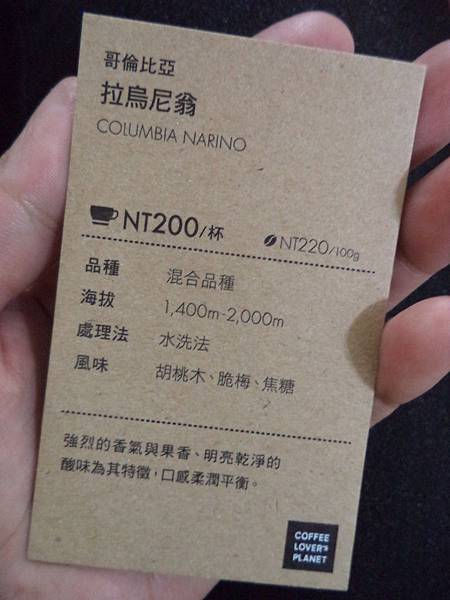 哥倫比亞
拉烏尼翁
COLUMBIA NARINO
NT200/杯 NT220/100g
品種 混合品種
海拔 1,400m-2,000m
處理法 水洗法
風味 胡桃木、脆梅、焦糖
強烈的香氣與果香、明亮乾淨的
酸味為其特徵，口感柔潤平衡。
COFFEE
LOVER's
PLANET